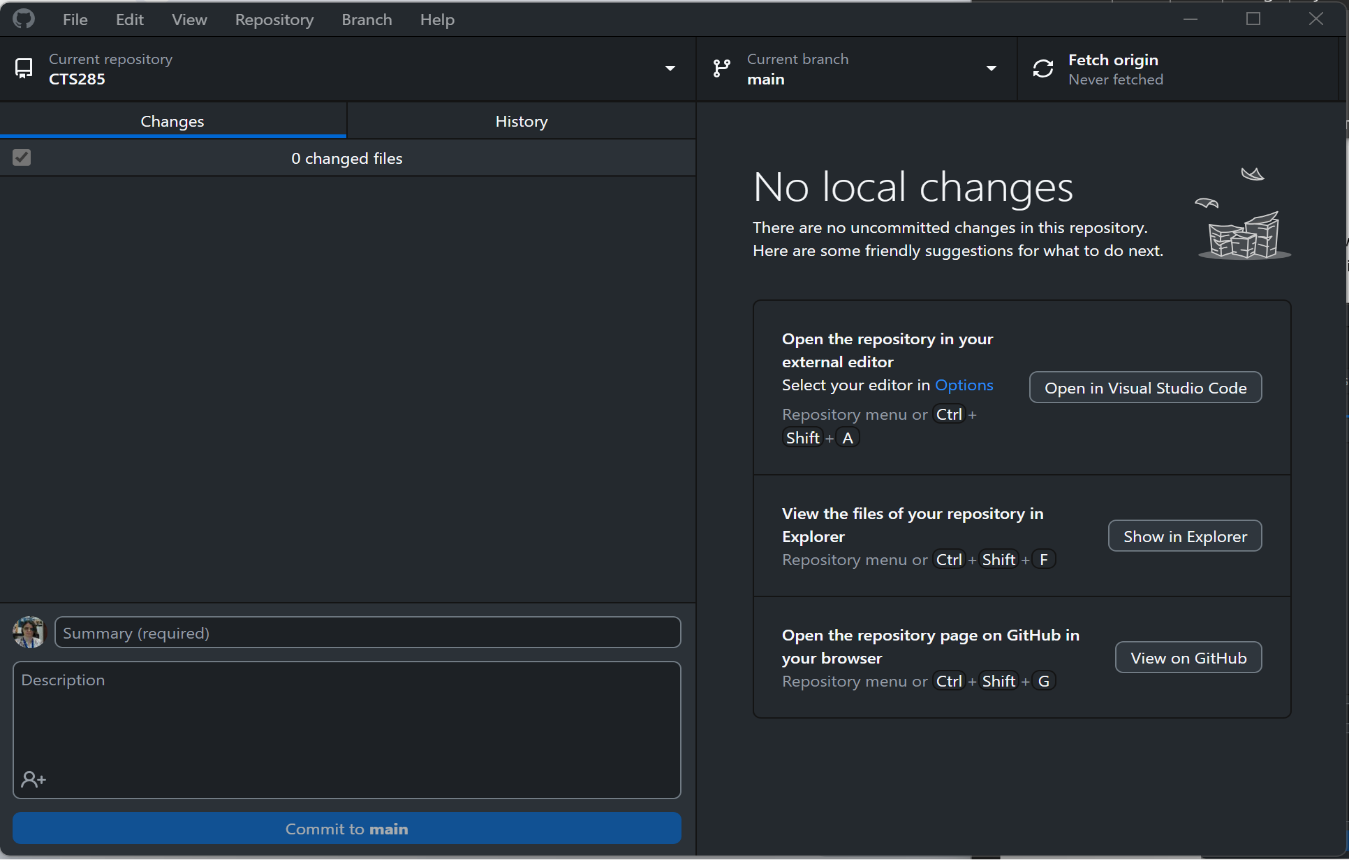 File Edit View Repository Branch Help
Current repository
CTS285
Current branch
main
Fetch origin
Never fetched
Changes
History
0 changed files
No local changes
There are no uncommitted changes in this repository.
Here are some friendly suggestions for what to do next.
Open the repository in your
external editor
Select your editor in Options
Repository menu or Ctrl +
Shift + A
Open in Visual Studio Code
View the files of your repository in
Explorer
Repository menu or Ctrl + Shift + F
Show in Explorer
Open the repository page on GitHub in
your browser
Repository menu or Ctrl + Shift + G
View on GitHub
Summary (required)
Description
Commit to main